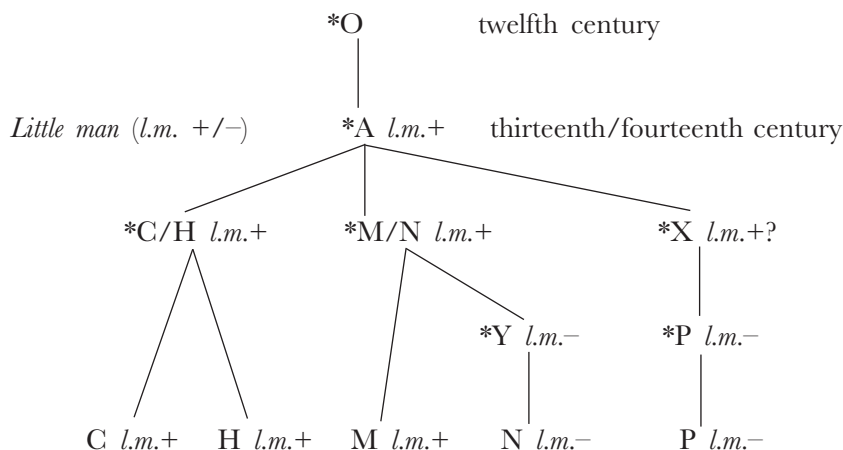 *O twelfth century
Little man (l.m. +/–) *A l.m.+ thirteenth/fourteenth century
*C/H l.m.+ *M/N l.m.+ *X l.m.+?
*Y l.m.– *P l.m.–
C l.m.+ H l.m.+ M l.m.+ N l.m.– P l.m.–